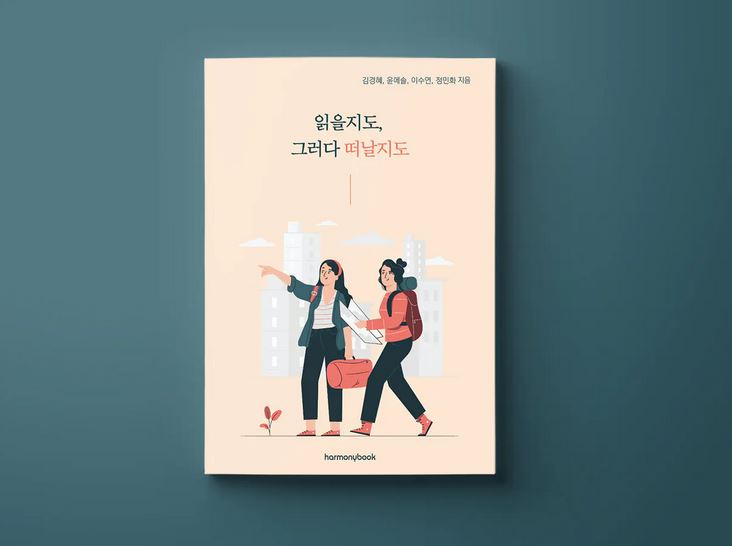 김경혜, 윤예솔, 이수연, 정민화 지음
읽을지도,
그러다 떠날지도
harmonybook